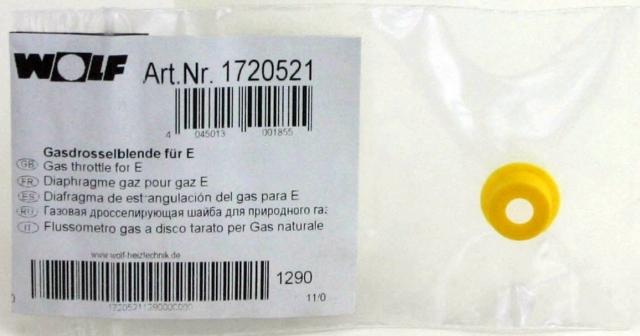 WOLF Art.Nr. 1720521
4 045013 001855
Gasdrosselblende für E
GB Gas throttle for E
FR Diaphragme gaz pour gaz E
ES Diafragma de estrangulación del gas para E
RU Газовая дросселирующая шайба для природного газ
IT Flussometro gas a disco tarato per Gas naturale
www.wolf-heiztechnik.de
1290
11/0